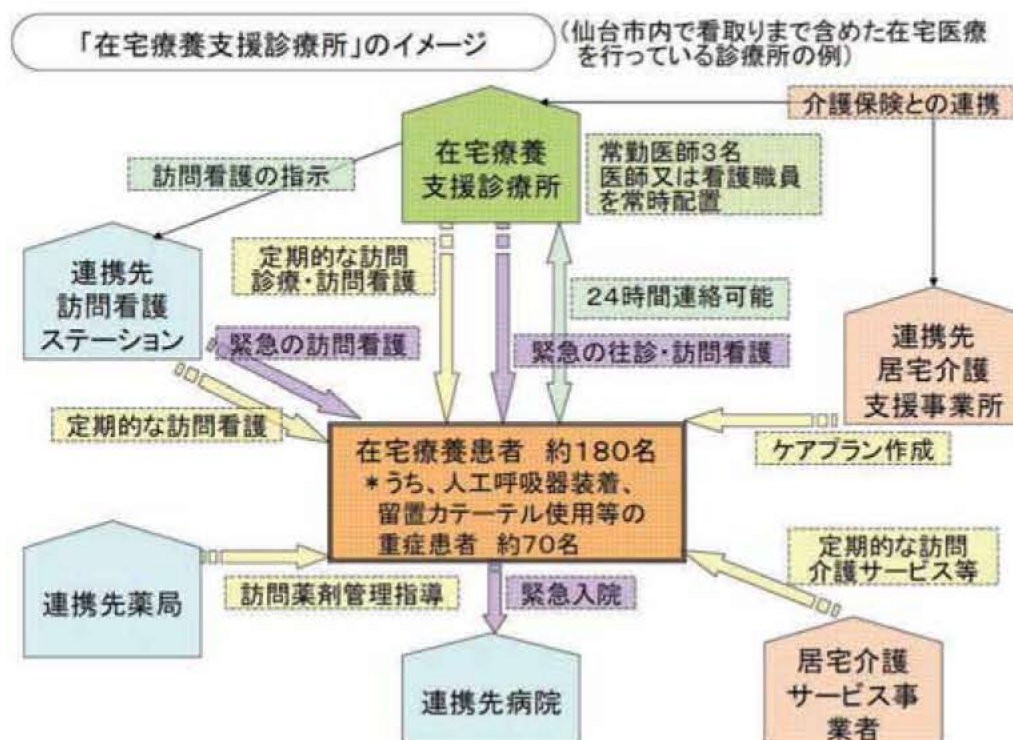 「在宅療養支援診療所」のイメージ
(仙台市内で看取りまで含めた在宅医療
を行っている診療所の例)
介護保険との連携
在宅療養
支援診療所
常勤医師3名
医師又は看護職員
を常時配置
訪問看護の指示
連携先
訪問看護
ステーション
定期的な訪問
診療・訪問看護
24時間連絡可能
緊急の訪問看護
緊急の往診・訪問看護
連携先
居宅介護
支援事業所
定期的な訪問看護
ケアプラン作成
在宅療養患者 約180名
*うち、人工呼吸器装着、
留置カテーテル使用等の
重症患者 約70名
連携先薬局
訪問薬剤管理指導
緊急入院
定期的な訪問
介護サービス等
連携先病院
居宅介護
サービス事
業者